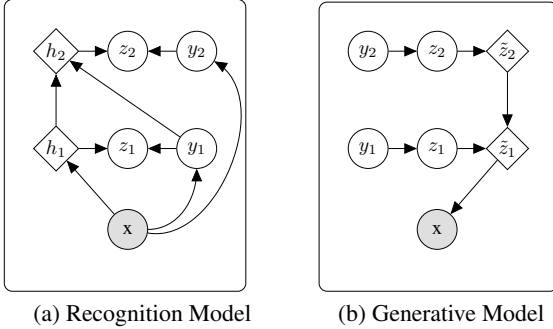 h₂ z₂ y₂
h₁ z₁ y₁
x
(a) Recognition Model
y₂ z₂ z̃₂
y₁ z₁ z̃₁
x
(b) Generative Model